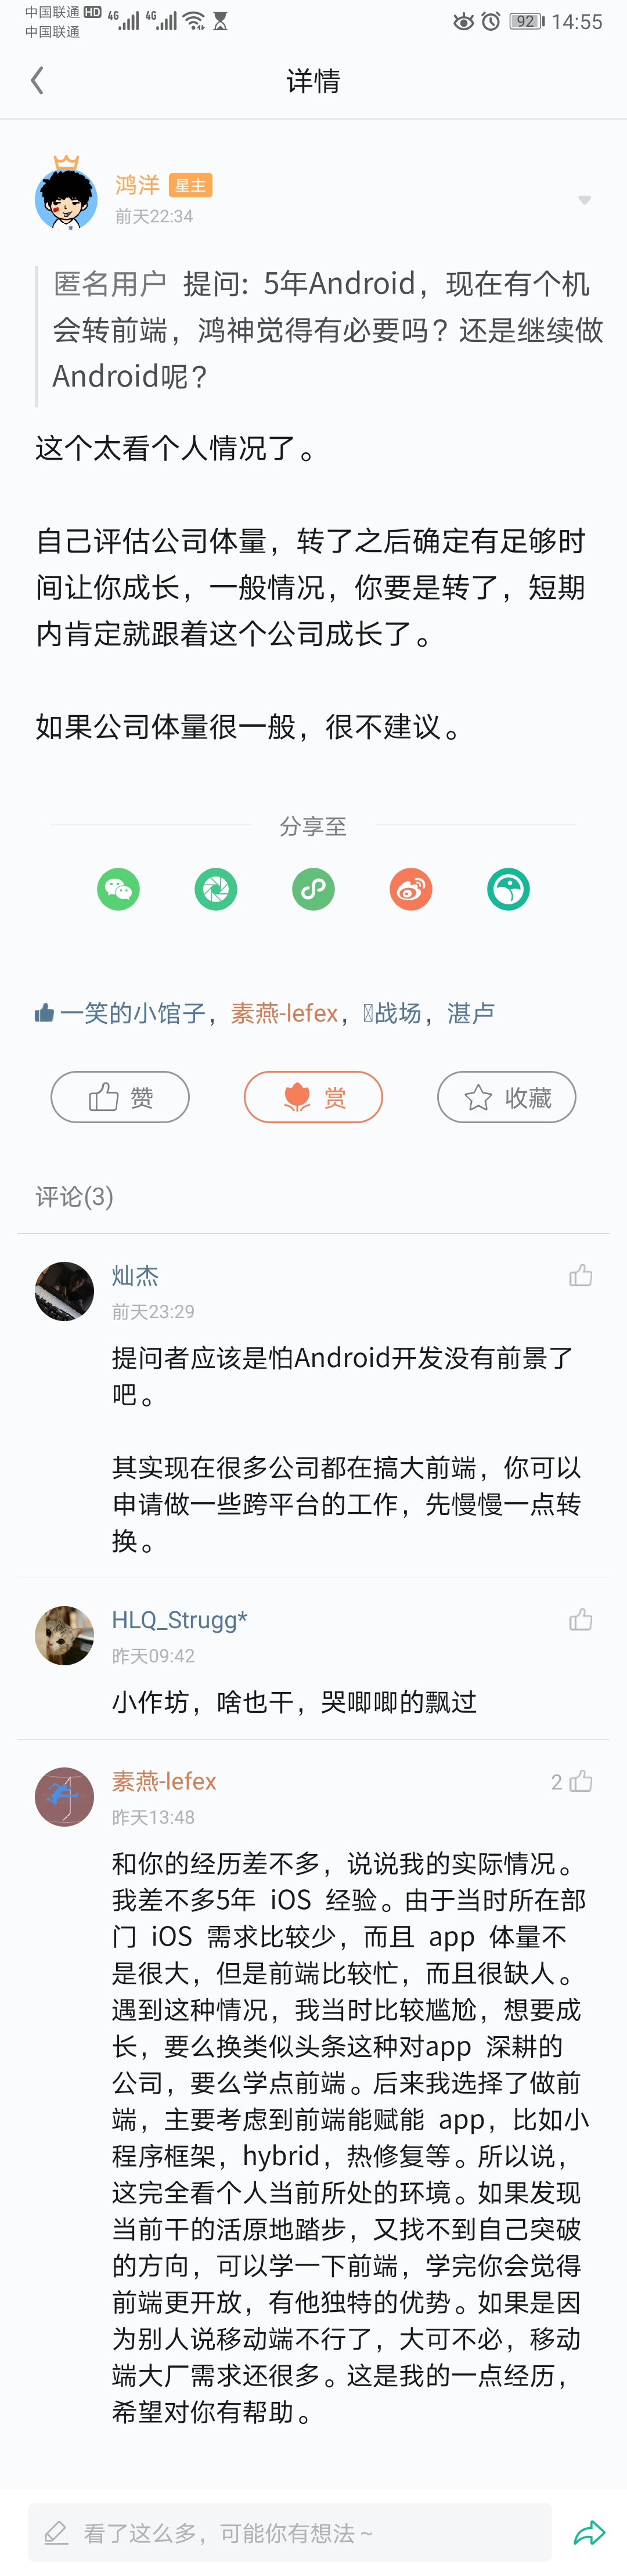 中国联通 HD 4G 4G 92 14:55
中国联通
详情
鸿洋 星主
前天22:34
匿名用户 提问：5年Android，现在有个机
会转前端，鸿神觉得有必要吗？还是继续做
Android呢？
这个太看个人情况了。
自己评估公司体量，转了之后确定有足够时
间让你成长，一般情况，你要是转了，短期
内肯定就跟着这个公司成长了。
如果公司体量很一般，很不建议。
分享至
一笑的小馆子，素燕-lefex，战场，湛卢
赞 赏 收藏
评论(3)
灿杰
前天23:29
提问者应该是怕Android开发没有前景了
吧。
其实现在很多公司都在搞大前端，你可以
申请做一些跨平台的工作，先慢慢一点转
换。
HLQ_Strugg*
昨天09:42
小作坊，啥也干，哭唧唧的飘过
素燕-lefex 2
昨天13:48
和你的经历差不多，说说我的实际情况。
我差不多5年 iOS 经验。由于当时所在部
门 iOS 需求比较少，而且 app 体量不
是很大，但是前端比较忙，而且很缺人。
遇到这种情况，我当时比较尴尬，想要成
长，要么换类似头条这种对app 深耕的
公司，要么学点前端。后来我选择了做前
端，主要考虑到前端能赋能 app，比如小
程序框架，hybrid，热修复等。所以说，
这完全看个人当前所处的环境。如果发现
当前干的活原地踏步，又找不到自己突破
的方向，可以学一下前端，学完你会觉得
前端更开放，有他独特的优势。如果是因
为别人说移动端不行了，大可不必，移动
端大厂需求还很多。这是我的一点经历，
希望对你有帮助。
看了这么多，可能你有想法~